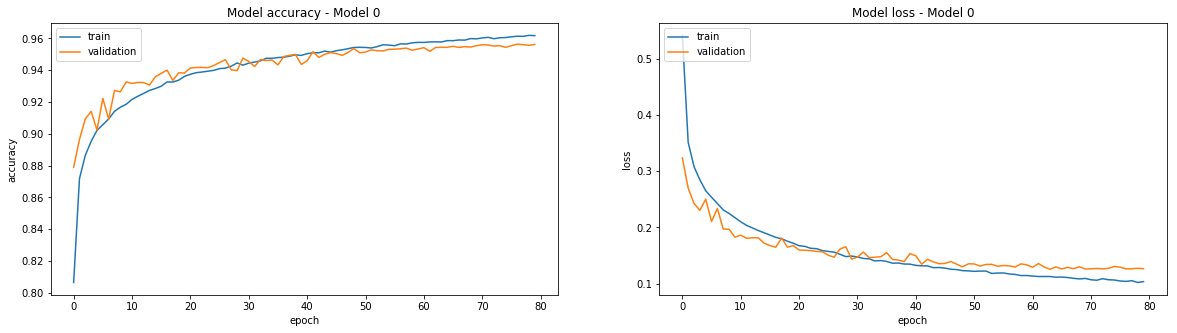 Model accuracy - Model 0
train
validation
0.96
0.94
0.92
0.90
0.88
0.86
0.84
0.82
0.80
accuracy
0 10 20 30 40 50 60 70 80
epoch
Model loss - Model 0
train
validation
0.5
0.4
0.3
0.2
0.1
loss
0 10 20 30 40 50 60 70 80
epoch